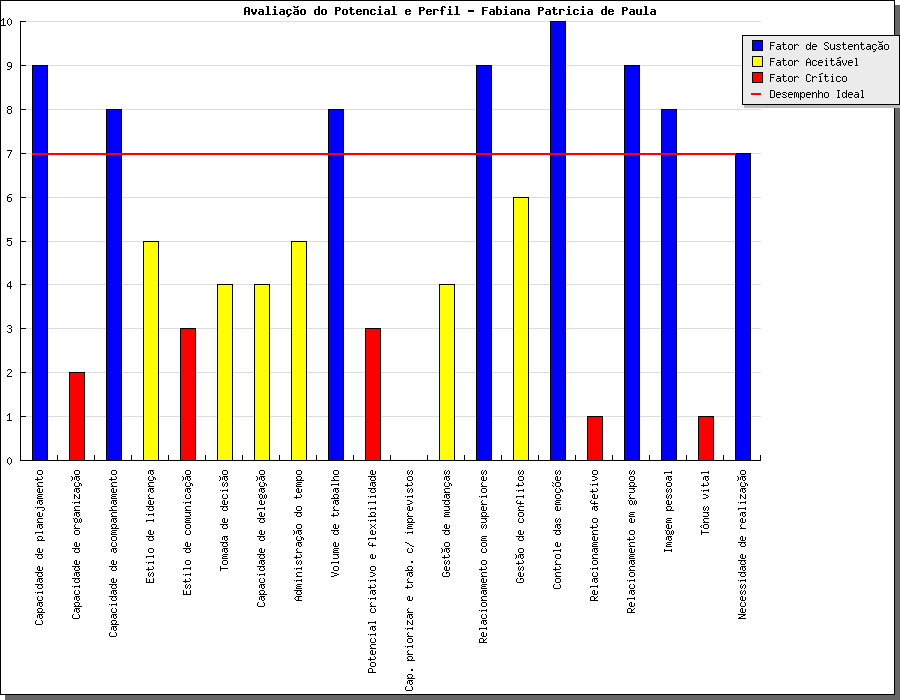 Avaliação do Potencial e Perfil - Fabiana Patricia de Paula
Fator de Sustentação
Fator Aceitável
Fator Crítico
Desempenho Ideal
10
9
8
7
6
5
4
3
2
1
0
Capacidade de planejamento
Capacidade de organização
Capacidade de acompanhamento
Estilo de liderança
Estilo de comunicação
Tomada de decisão
Capacidade de delegação
Administração do tempo
Volume de trabalho
Potencial criativo e flexibilidade
Cap. priorizar e trab. c/ imprevistos
Gestão de mudanças
Relacionamento com superiores
Gestão de conflitos
Controle das emoções
Relacionamento afetivo
Relacionamento em grupos
Imagem pessoal
Tônus vital
Necessidade de realização